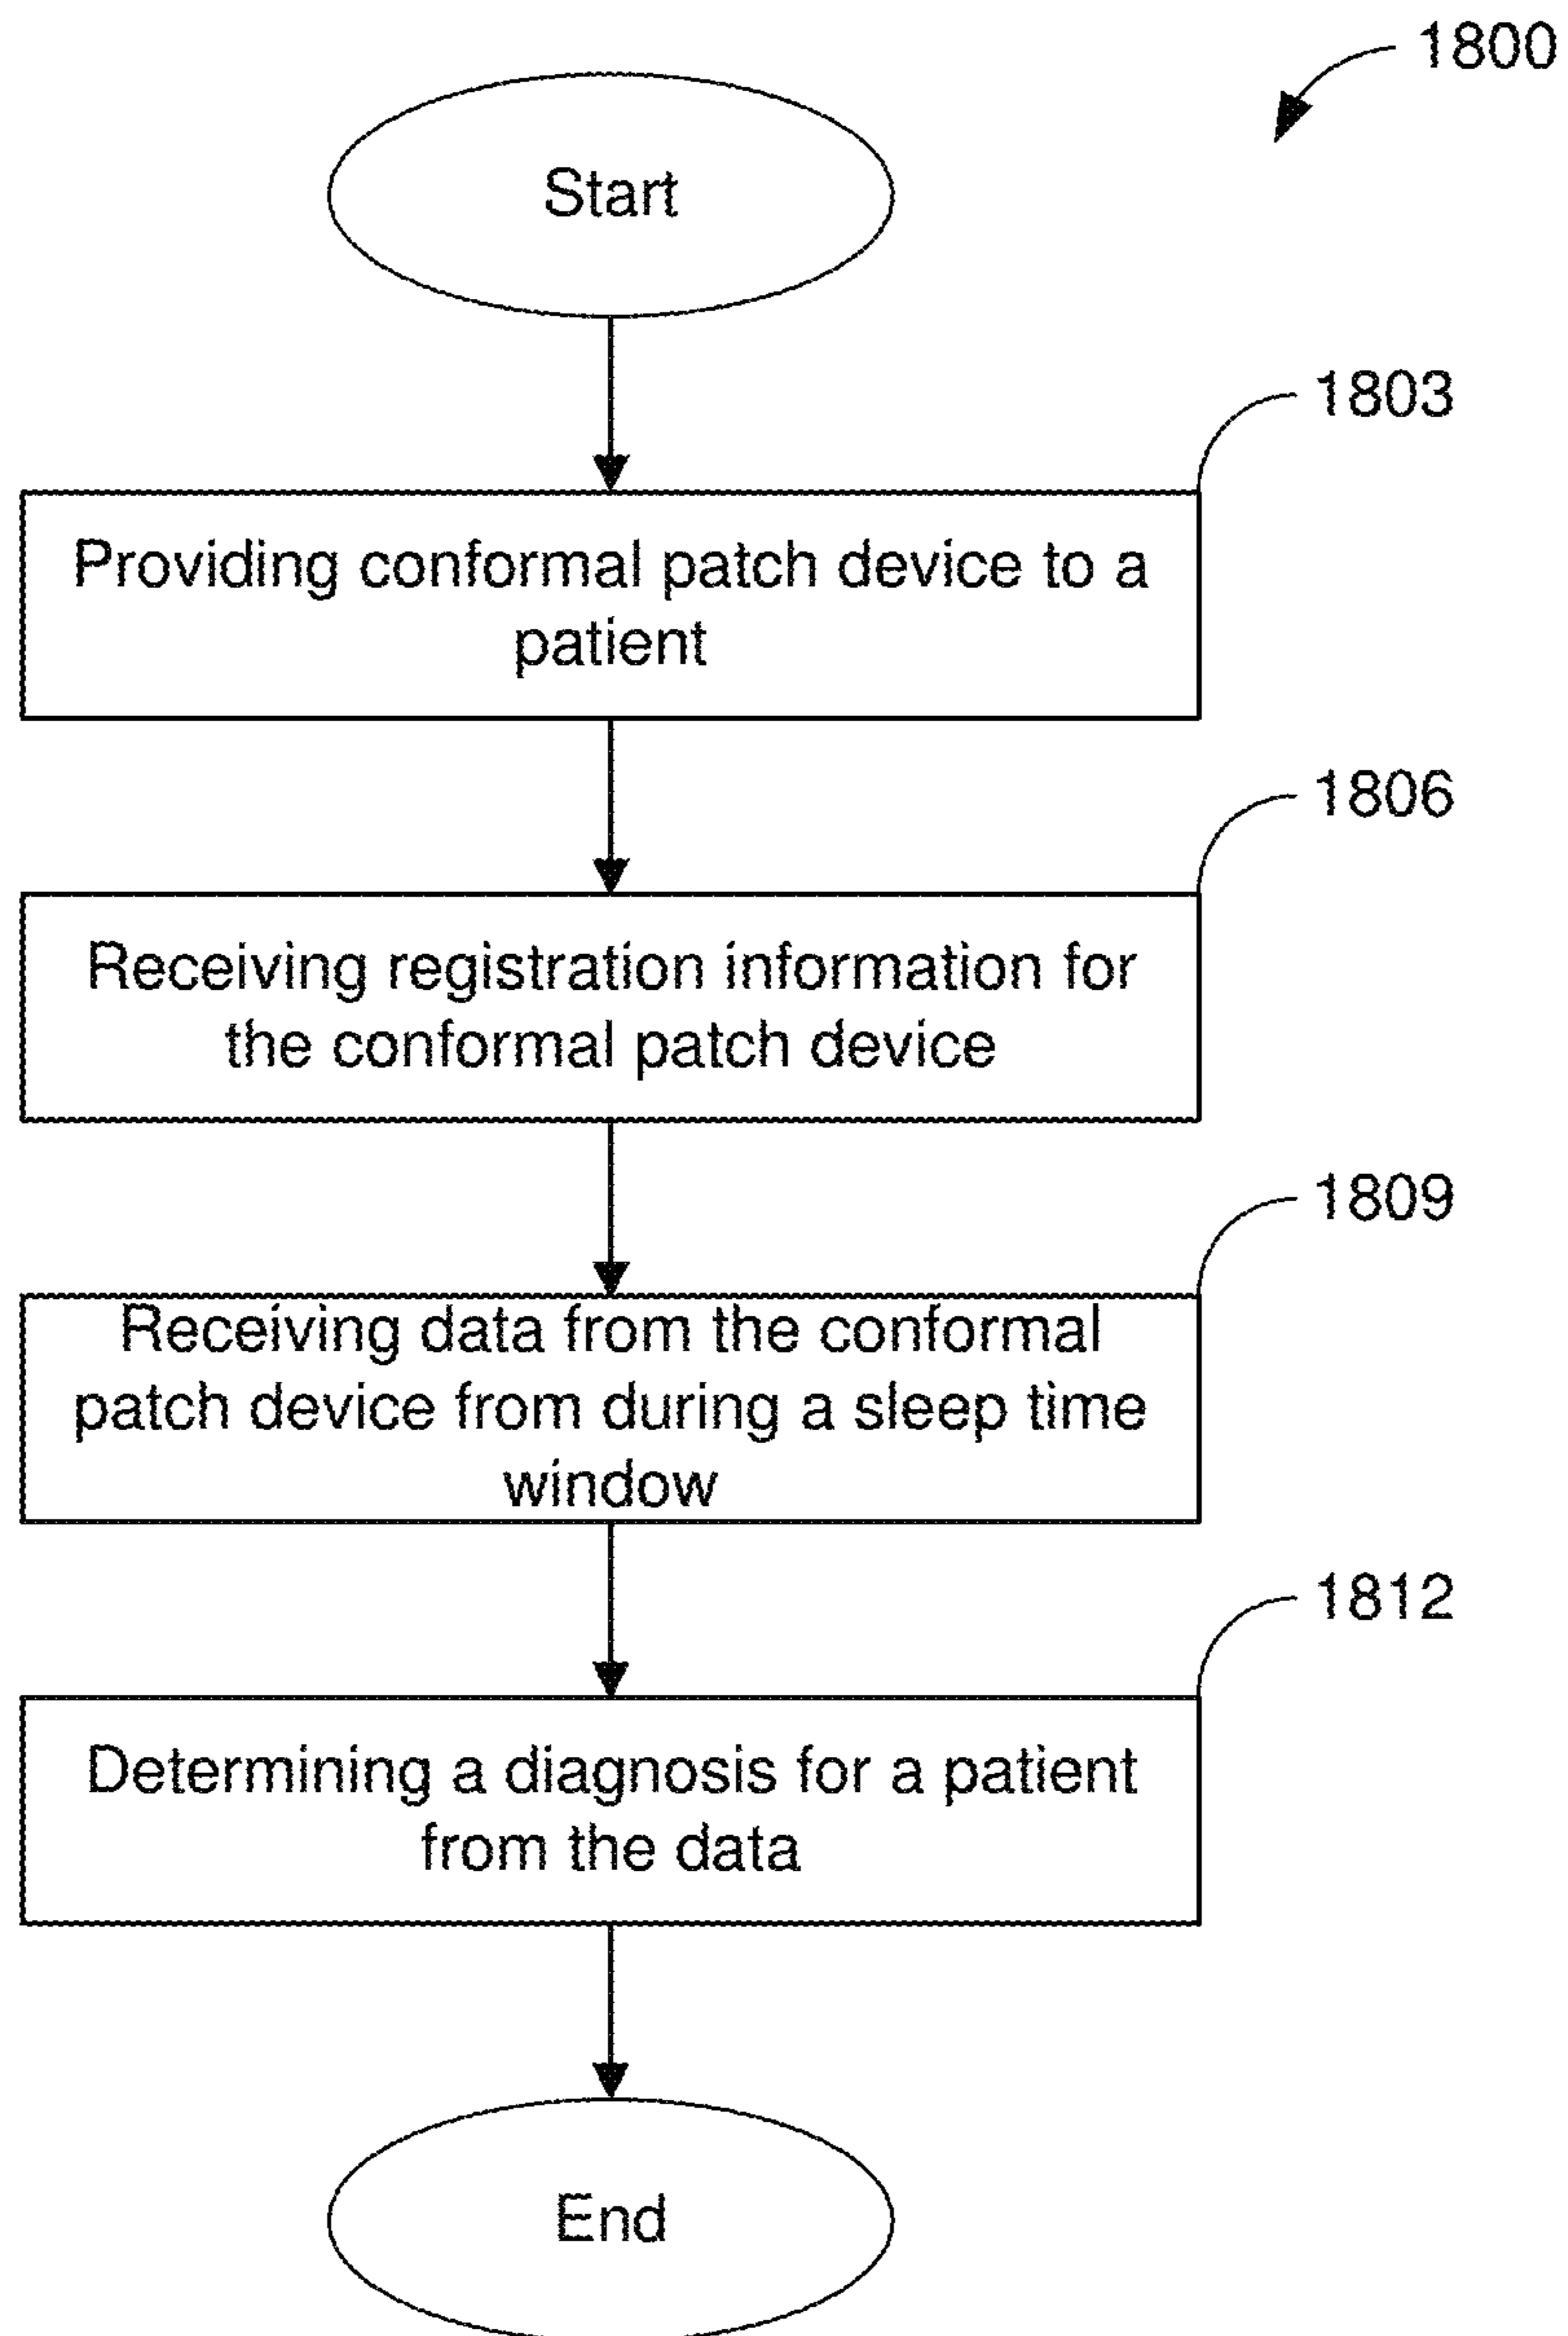 1800
Start
1803
Providing conformal patch device to a
patient
1806
Receiving registration information for
the conformal patch device
1809
Receiving data from the conformal
patch device from during a sleep time
window
1812
Determining a diagnosis for a patient
from the data
End